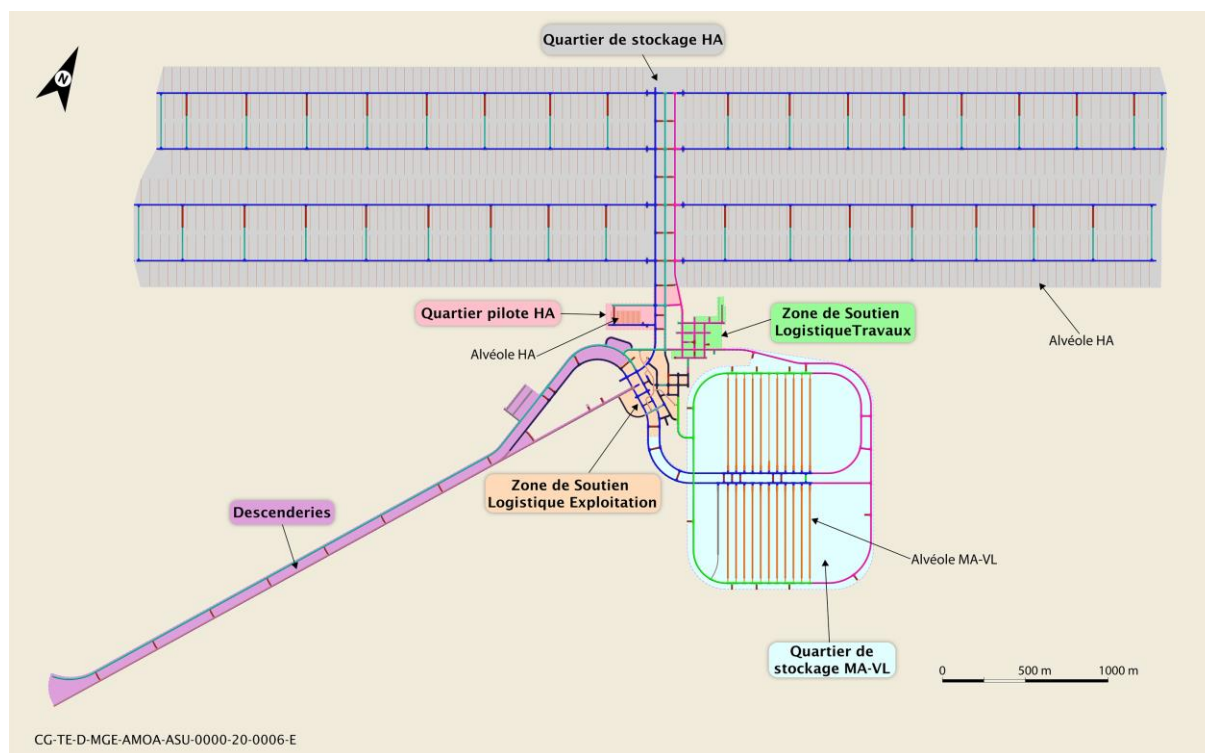 Quartier de stockage HA
N
Quartier pilote HA
Zone de Soutien
LogistiqueTravaux
Alvéole HA
Alvéole HA
Zone de Soutien
Logistique Exploitation
Descenderies
Alvéole MA-VL
Quartier de
stockage MA-VL
0 500 m 1000 m
CG-TE-D-MGE-AMOA-ASU-0000-20-0006-E